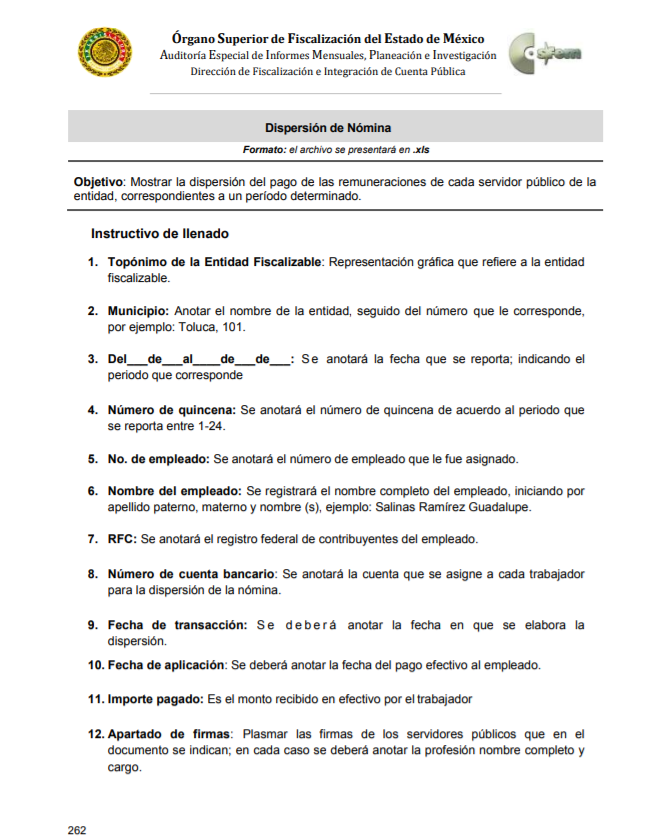 Órgano Superior de Fiscalización del Estado de México
Auditoría Especial de Informes Mensuales, Planeación e Investigación
Dirección de Fiscalización e Integración de Cuenta Pública
osfem
Dispersión de Nómina
Formato: el archivo se presentará en .xls
Objetivo: Mostrar la dispersión del pago de las remuneraciones de cada servidor público de la
entidad, correspondientes a un período determinado.
Instructivo de llenado
1. Topónimo de la Entidad Fiscalizable: Representación gráfica que refiere a la entidad
fiscalizable.
2. Municipio: Anotar el nombre de la entidad, seguido del número que le corresponde,
por ejemplo: Toluca, 101.
3. Del___de___al____de___de___: Se anotará la fecha que se reporta; indicando el
periodo que corresponde
4. Número de quincena: Se anotará el número de quincena de acuerdo al periodo que
se reporta entre 1-24.
5. No. de empleado: Se anotará el número de empleado que le fue asignado.
6. Nombre del empleado: Se registrará el nombre completo del empleado, iniciando por
apellido paterno, materno y nombre (s), ejemplo: Salinas Ramírez Guadalupe.
7. RFC: Se anotará el registro federal de contribuyentes del empleado.
8. Número de cuenta bancario: Se anotará la cuenta que se asigne a cada trabajador
para la dispersión de la nómina.
9. Fecha de transacción: Se deberá anotar la fecha en que se elabora la
dispersión.
10. Fecha de aplicación: Se deberá anotar la fecha del pago efectivo al empleado.
11. Importe pagado: Es el monto recibido en efectivo por el trabajador
12. Apartado de firmas: Plasmar las firmas de los servidores públicos que en el
documento se indican; en cada caso se deberá anotar la profesión nombre completo y
cargo.
262